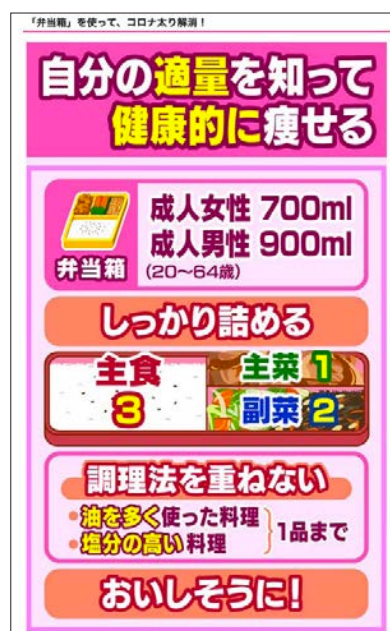 「弁当箱」を使って、コロナ太り解消！
自分の適量を知って
健康的に痩せる
弁当箱
成人女性 700ml
成人男性 900ml
(20〜64歳)
しっかり詰める
主食
3
主菜 1
副菜 2
調理法を重ねない
・油を多く使った料理
・塩分の高い料理
1品まで
おいしそうに！